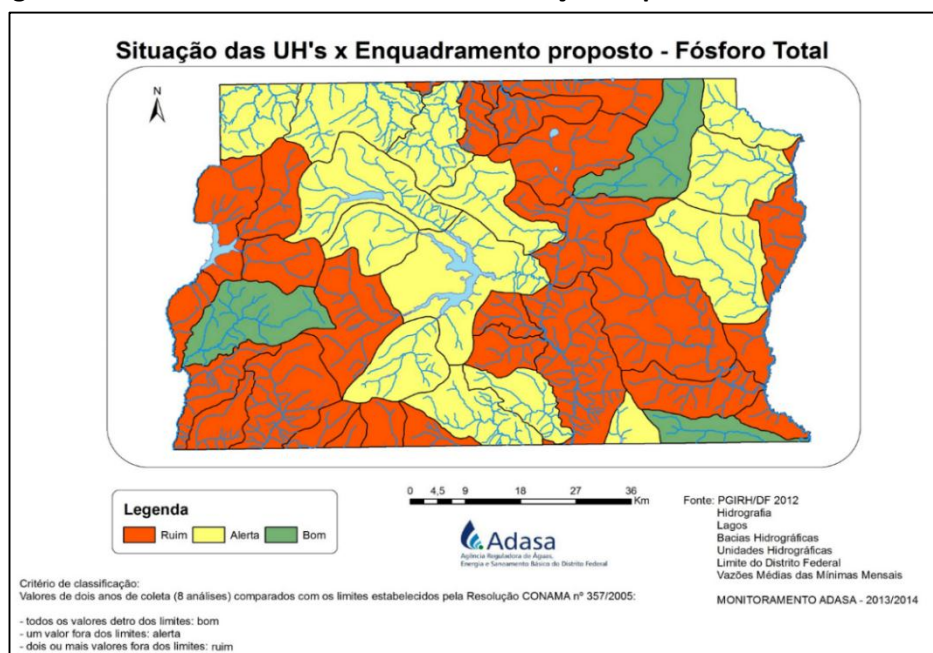 Situação das UH's x Enquadramento proposto - Fósforo Total
N
0 4,5 9 18 27 36
Km
Legenda
Ruim Alerta Bom
Adasa
Agência Reguladora de Águas,
Energia e Saneamento Básico do Distrito Federal
Fonte: PGIRH/DF 2012
Hidrografia
Lagos
Bacias Hidrográficas
Unidades Hidrográficas
Limite do Distrito Federal
Vazões Médias das Mínimas Mensais
MONITORAMENTO ADASA - 2013/2014
Critério de classificação:
Valores de dois anos de coleta (8 análises) comparados com os limites estabelecidos pela Resolução CONAMA nº 357/2005:
- todos os valores detro dos limites: bom
- um valor fora dos limites: alerta
- dois ou mais valores fora dos limites: ruim